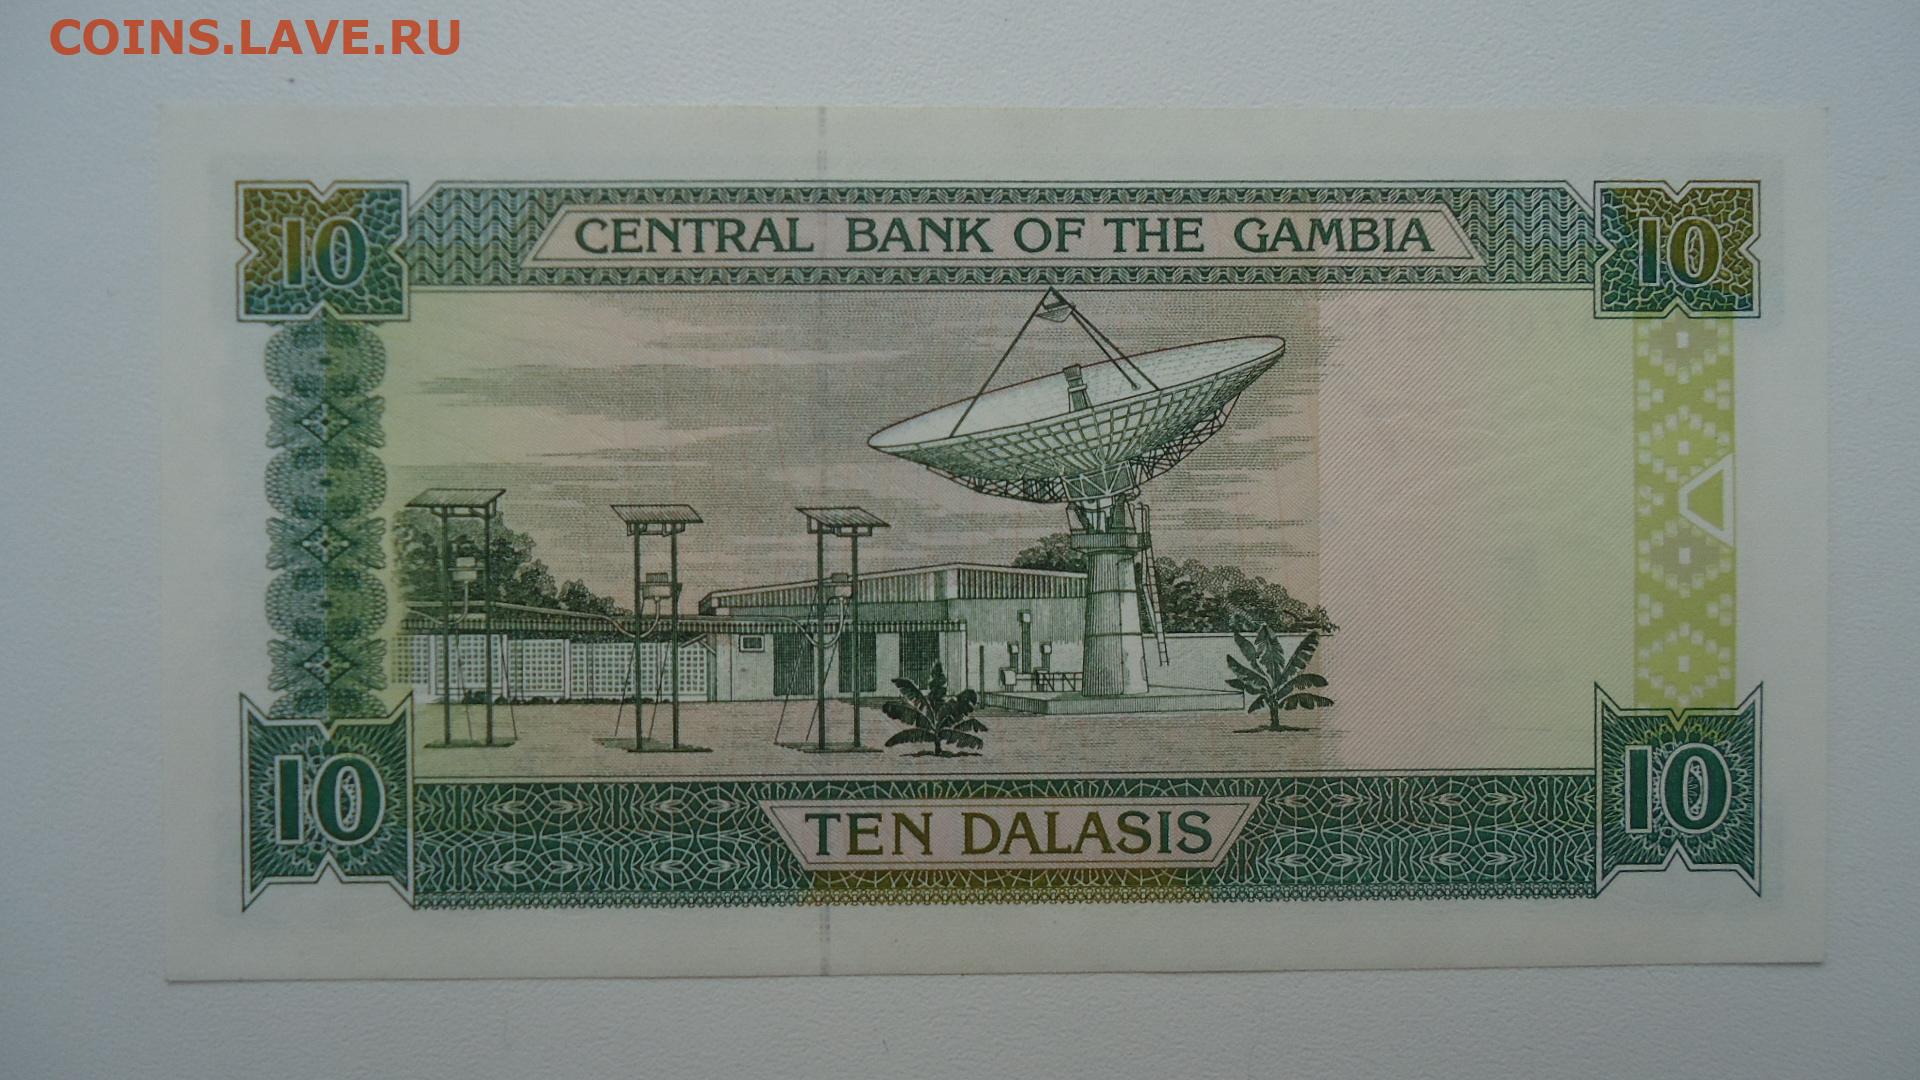 COINS.LAVE.RU
10 CENTRAL BANK OF THE GAMBIA 10
10 TEN DALASIS 10